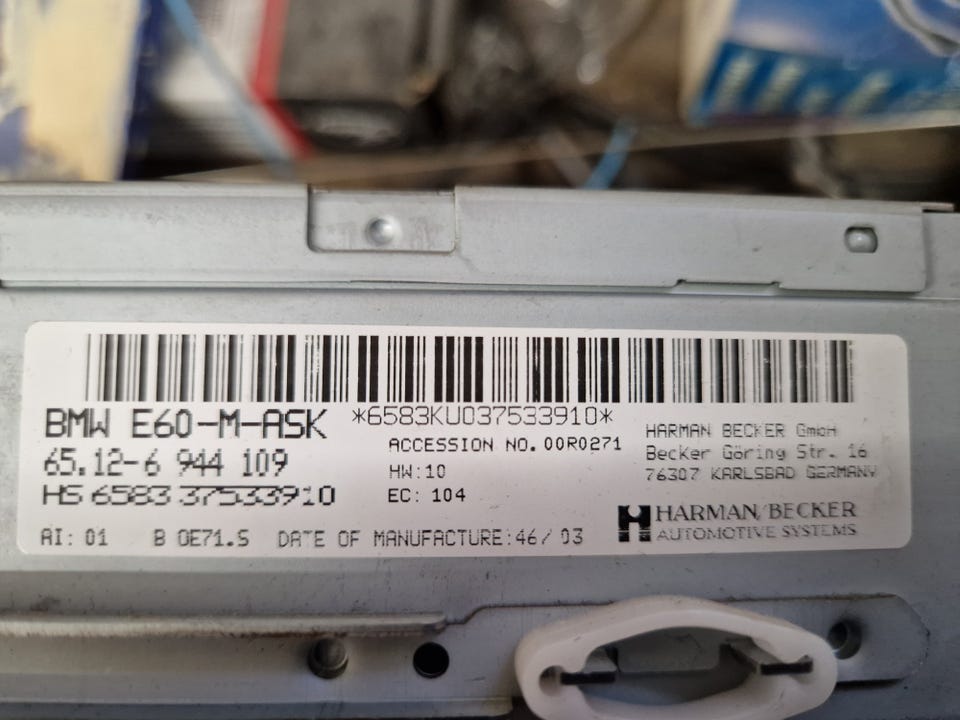 *6583KU037533910*
BMW E60-M-ASK
65.12-6 944 109
HS 6583 37533910
ACCESSION NO. 00R0271
HW:10
EC: 104
HARMAN BECKER GmbH
Becker Göring Str. 16
76307 KARLSBAD GERMANY
AI: 01 B 0E71.5 DATE OF MANUFACTURE:46/ 03
HARMAN/BECKER
AUTOMOTIVE SYSTEMS